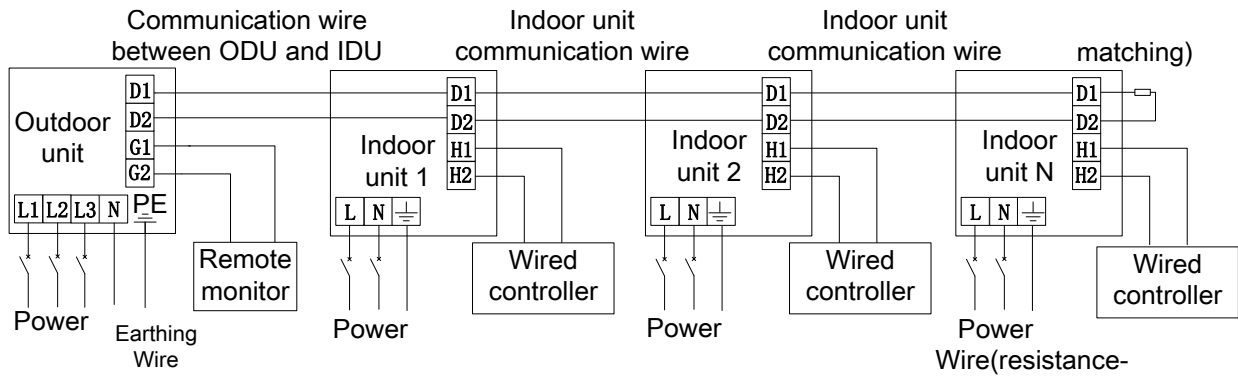 Communication wire
between ODU and IDU
Indoor unit
communication wire
Indoor unit
communication wire
matching)
Outdoor
unit
D1
D2
G1
G2
L1 L2 L3 N PE
Power
Earthing
Wire
Remote
monitor
Indoor
unit 1
D1
D2
H1
H2
L N
Power
Wired
controller
Indoor
unit 2
D1
D2
H1
H2
L N
Power
Wired
controller
Indoor
unit N
D1
D2
H1
H2
L N
Power
Wire(resistance-
Wired
controller